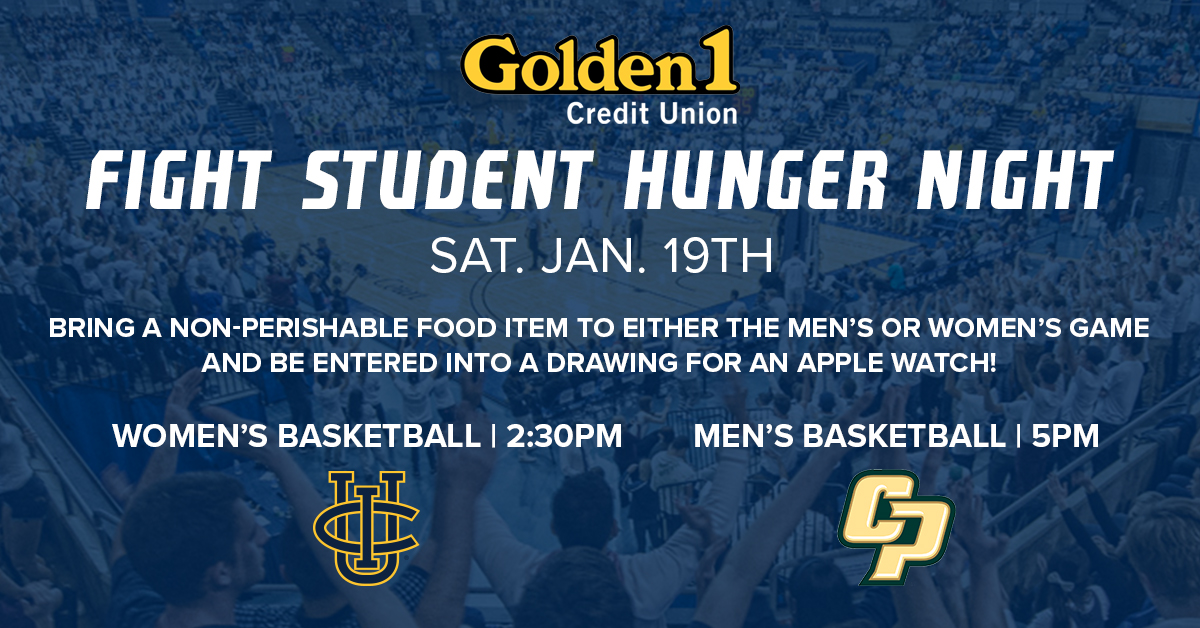 Golden 1
Credit Union
FIGHT STUDENT HUNGER NIGHT
SAT. JAN. 19TH
BRING A NON-PERISHABLE FOOD ITEM TO EITHER THE MEN'S OR WOMEN'S GAME
AND BE ENTERED INTO A DRAWING FOR AN APPLE WATCH!
WOMEN'S BASKETBALL | 2:30PM
MEN'S BASKETBALL | 5PM
UCI
CP